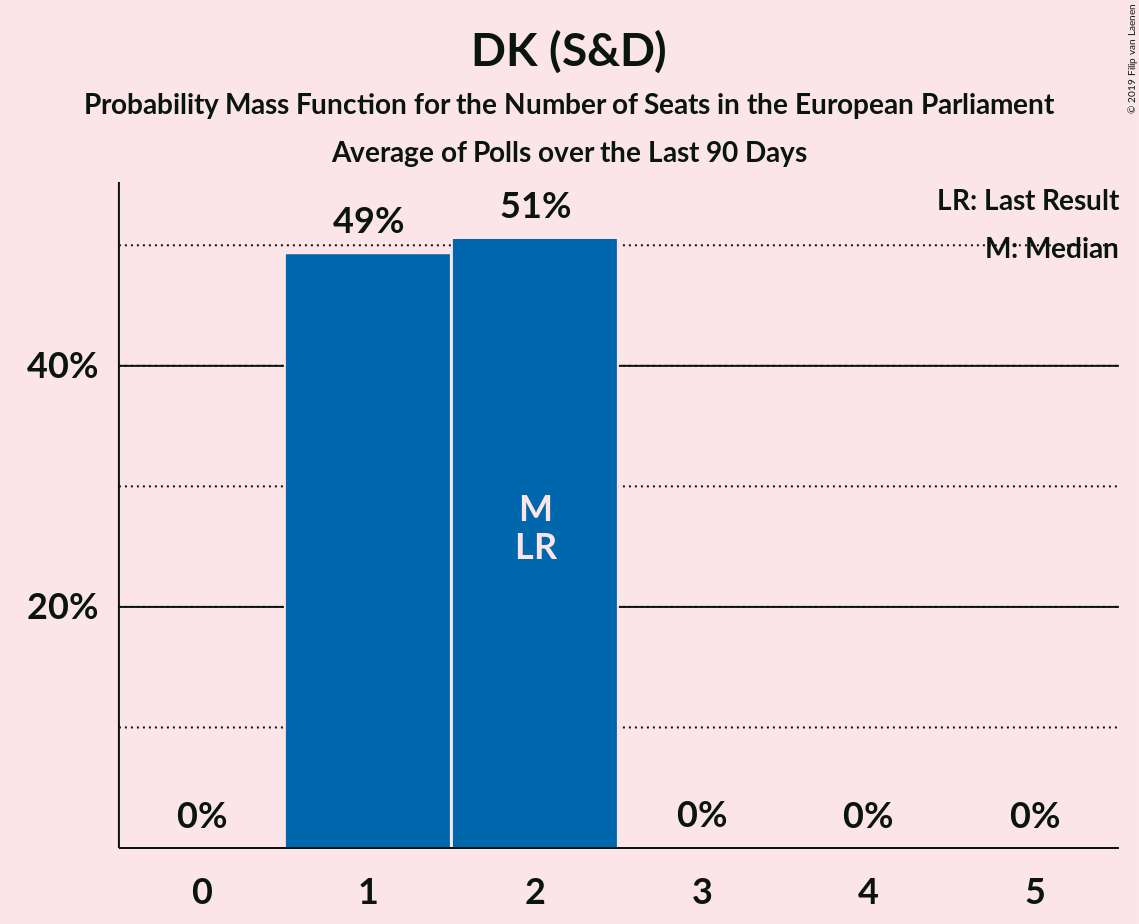 DK (S&D)
Probability Mass Function for the Number of Seats in the European Parliament
Average of Polls over the Last 90 Days
© 2019 Filip van Laenen
LR: Last Result
M: Median
49%
51%
40%
20%
M
LR
0%
0%
0%
0%
0
1
2
3
4
5